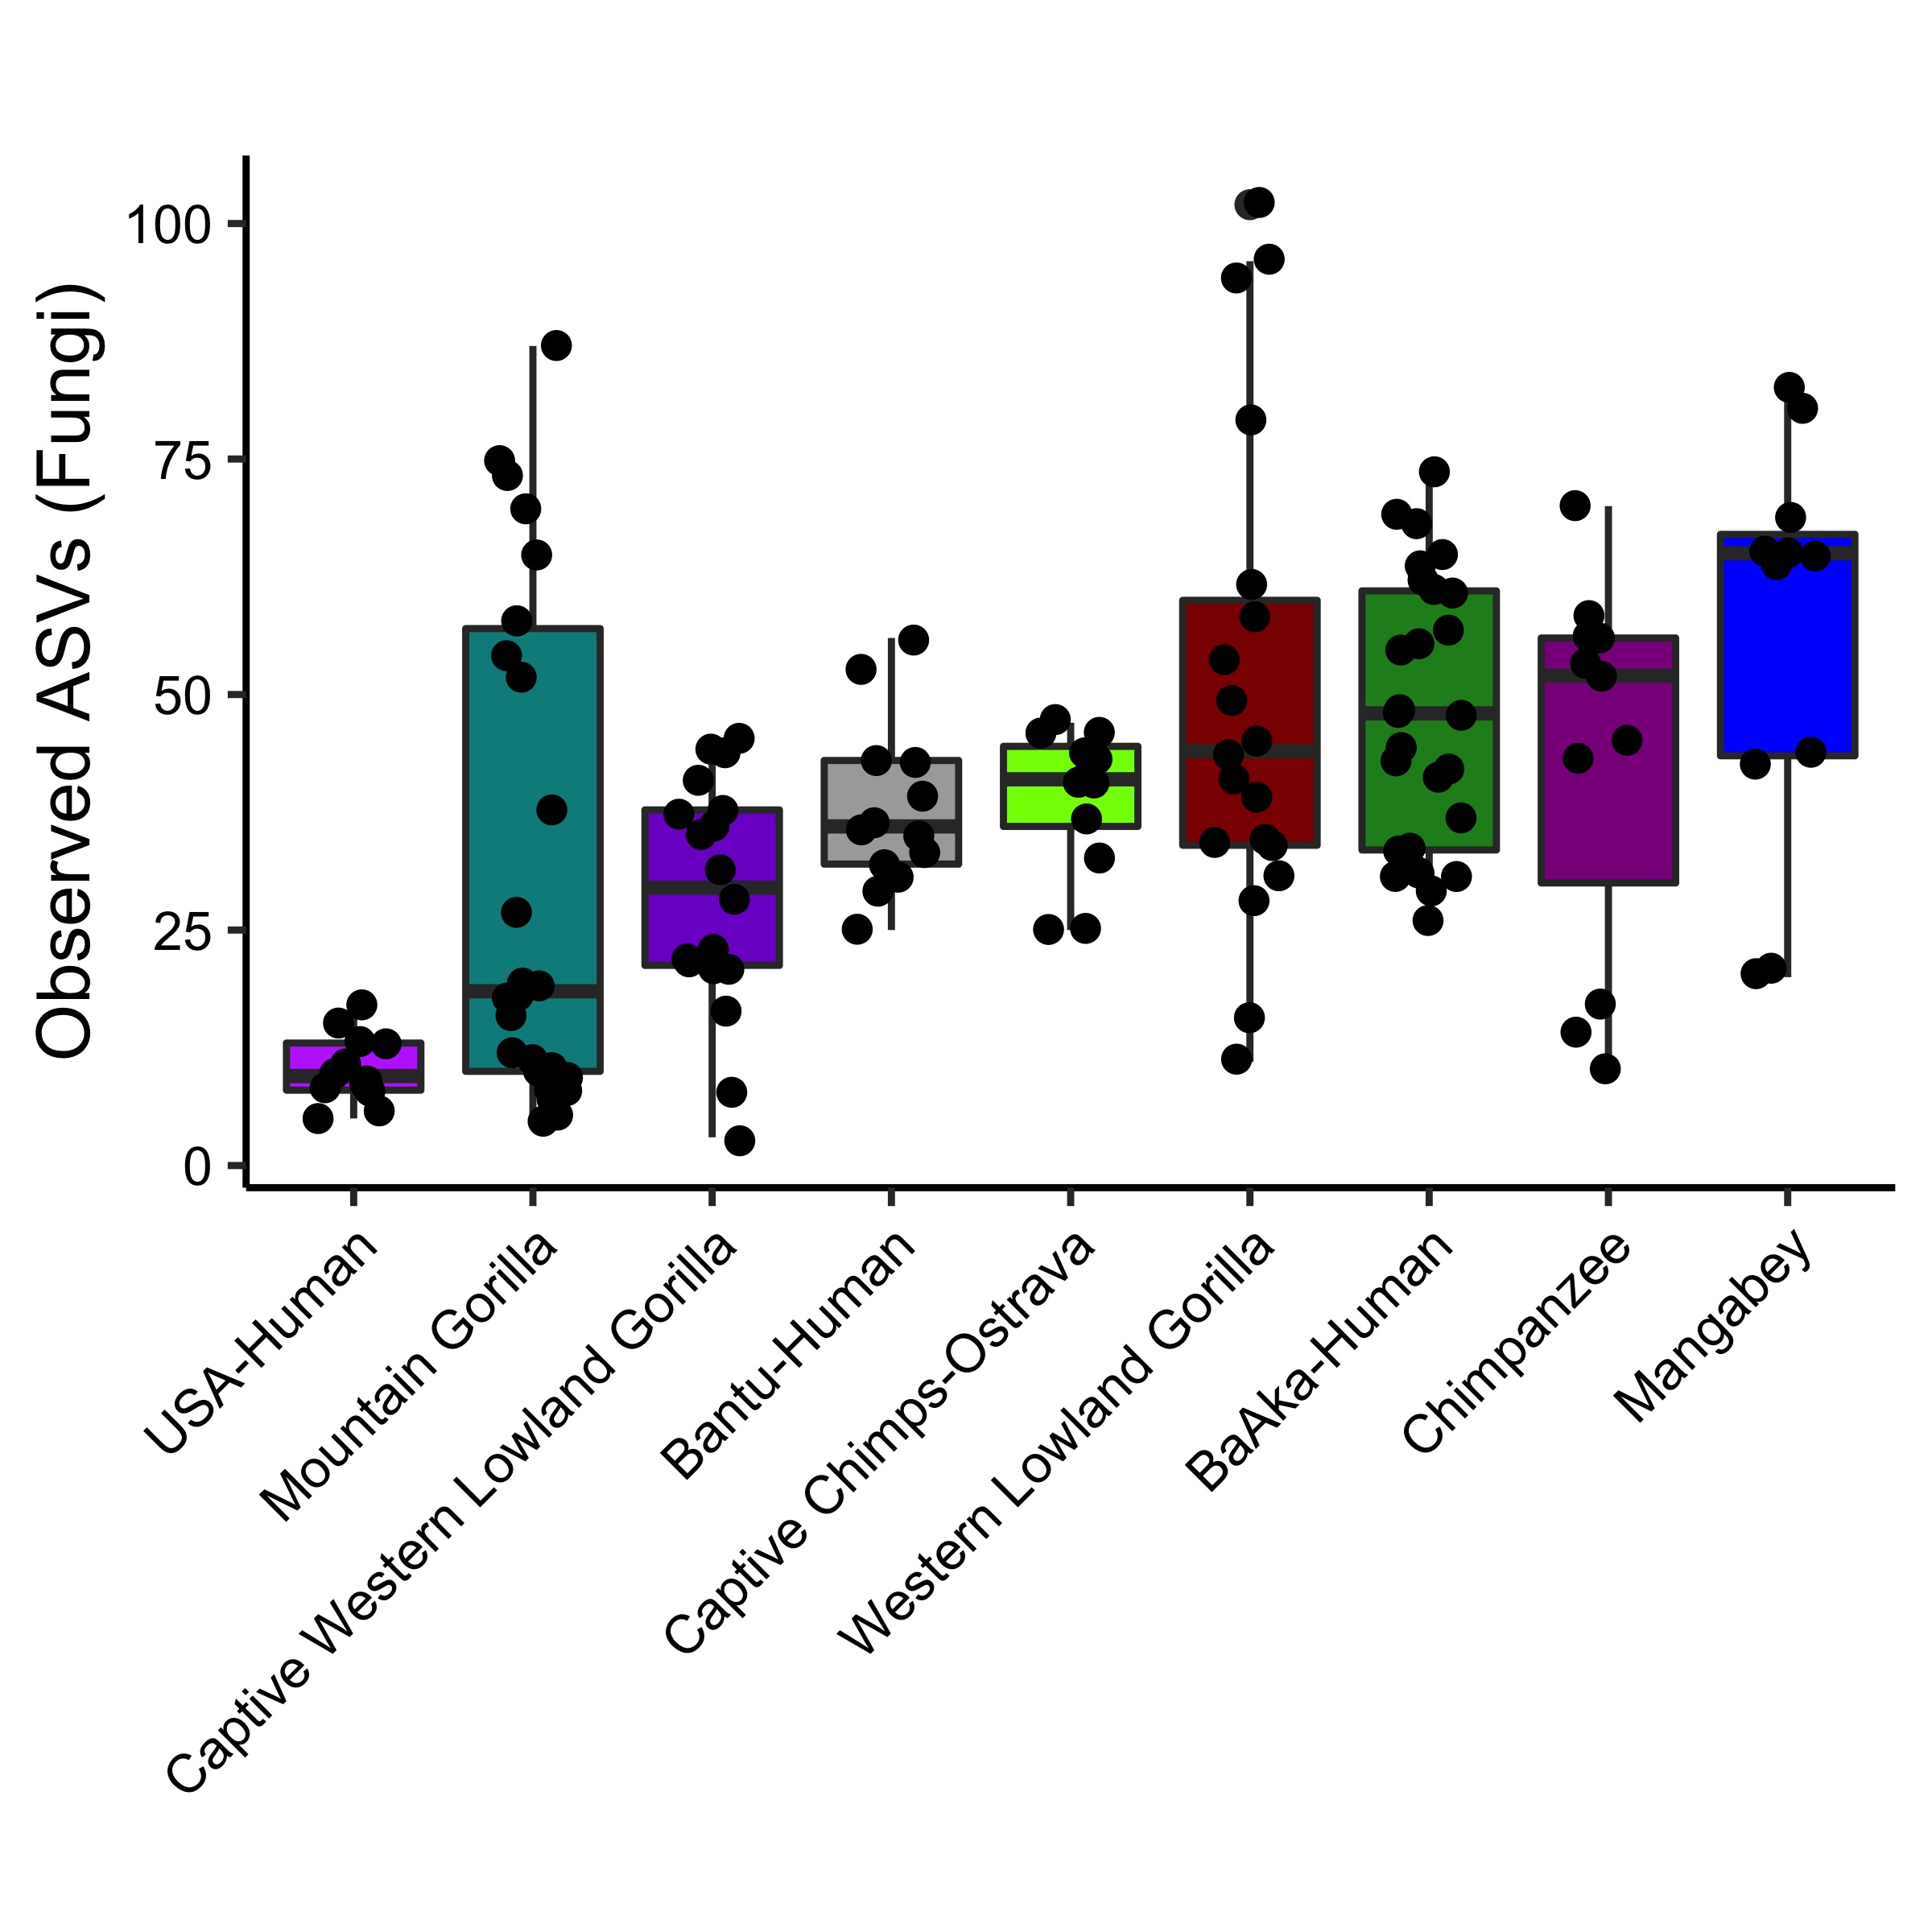 Observed ASVs (Fungi)
100
75
50
25
0
USA-Human
Mountain Gorilla
Captive Western Lowland Gorilla
Bantu-Human
Captive Chimps-Ostrava
Western Lowland Gorilla
BaAka-Human
Chimpanzee
Mangabey